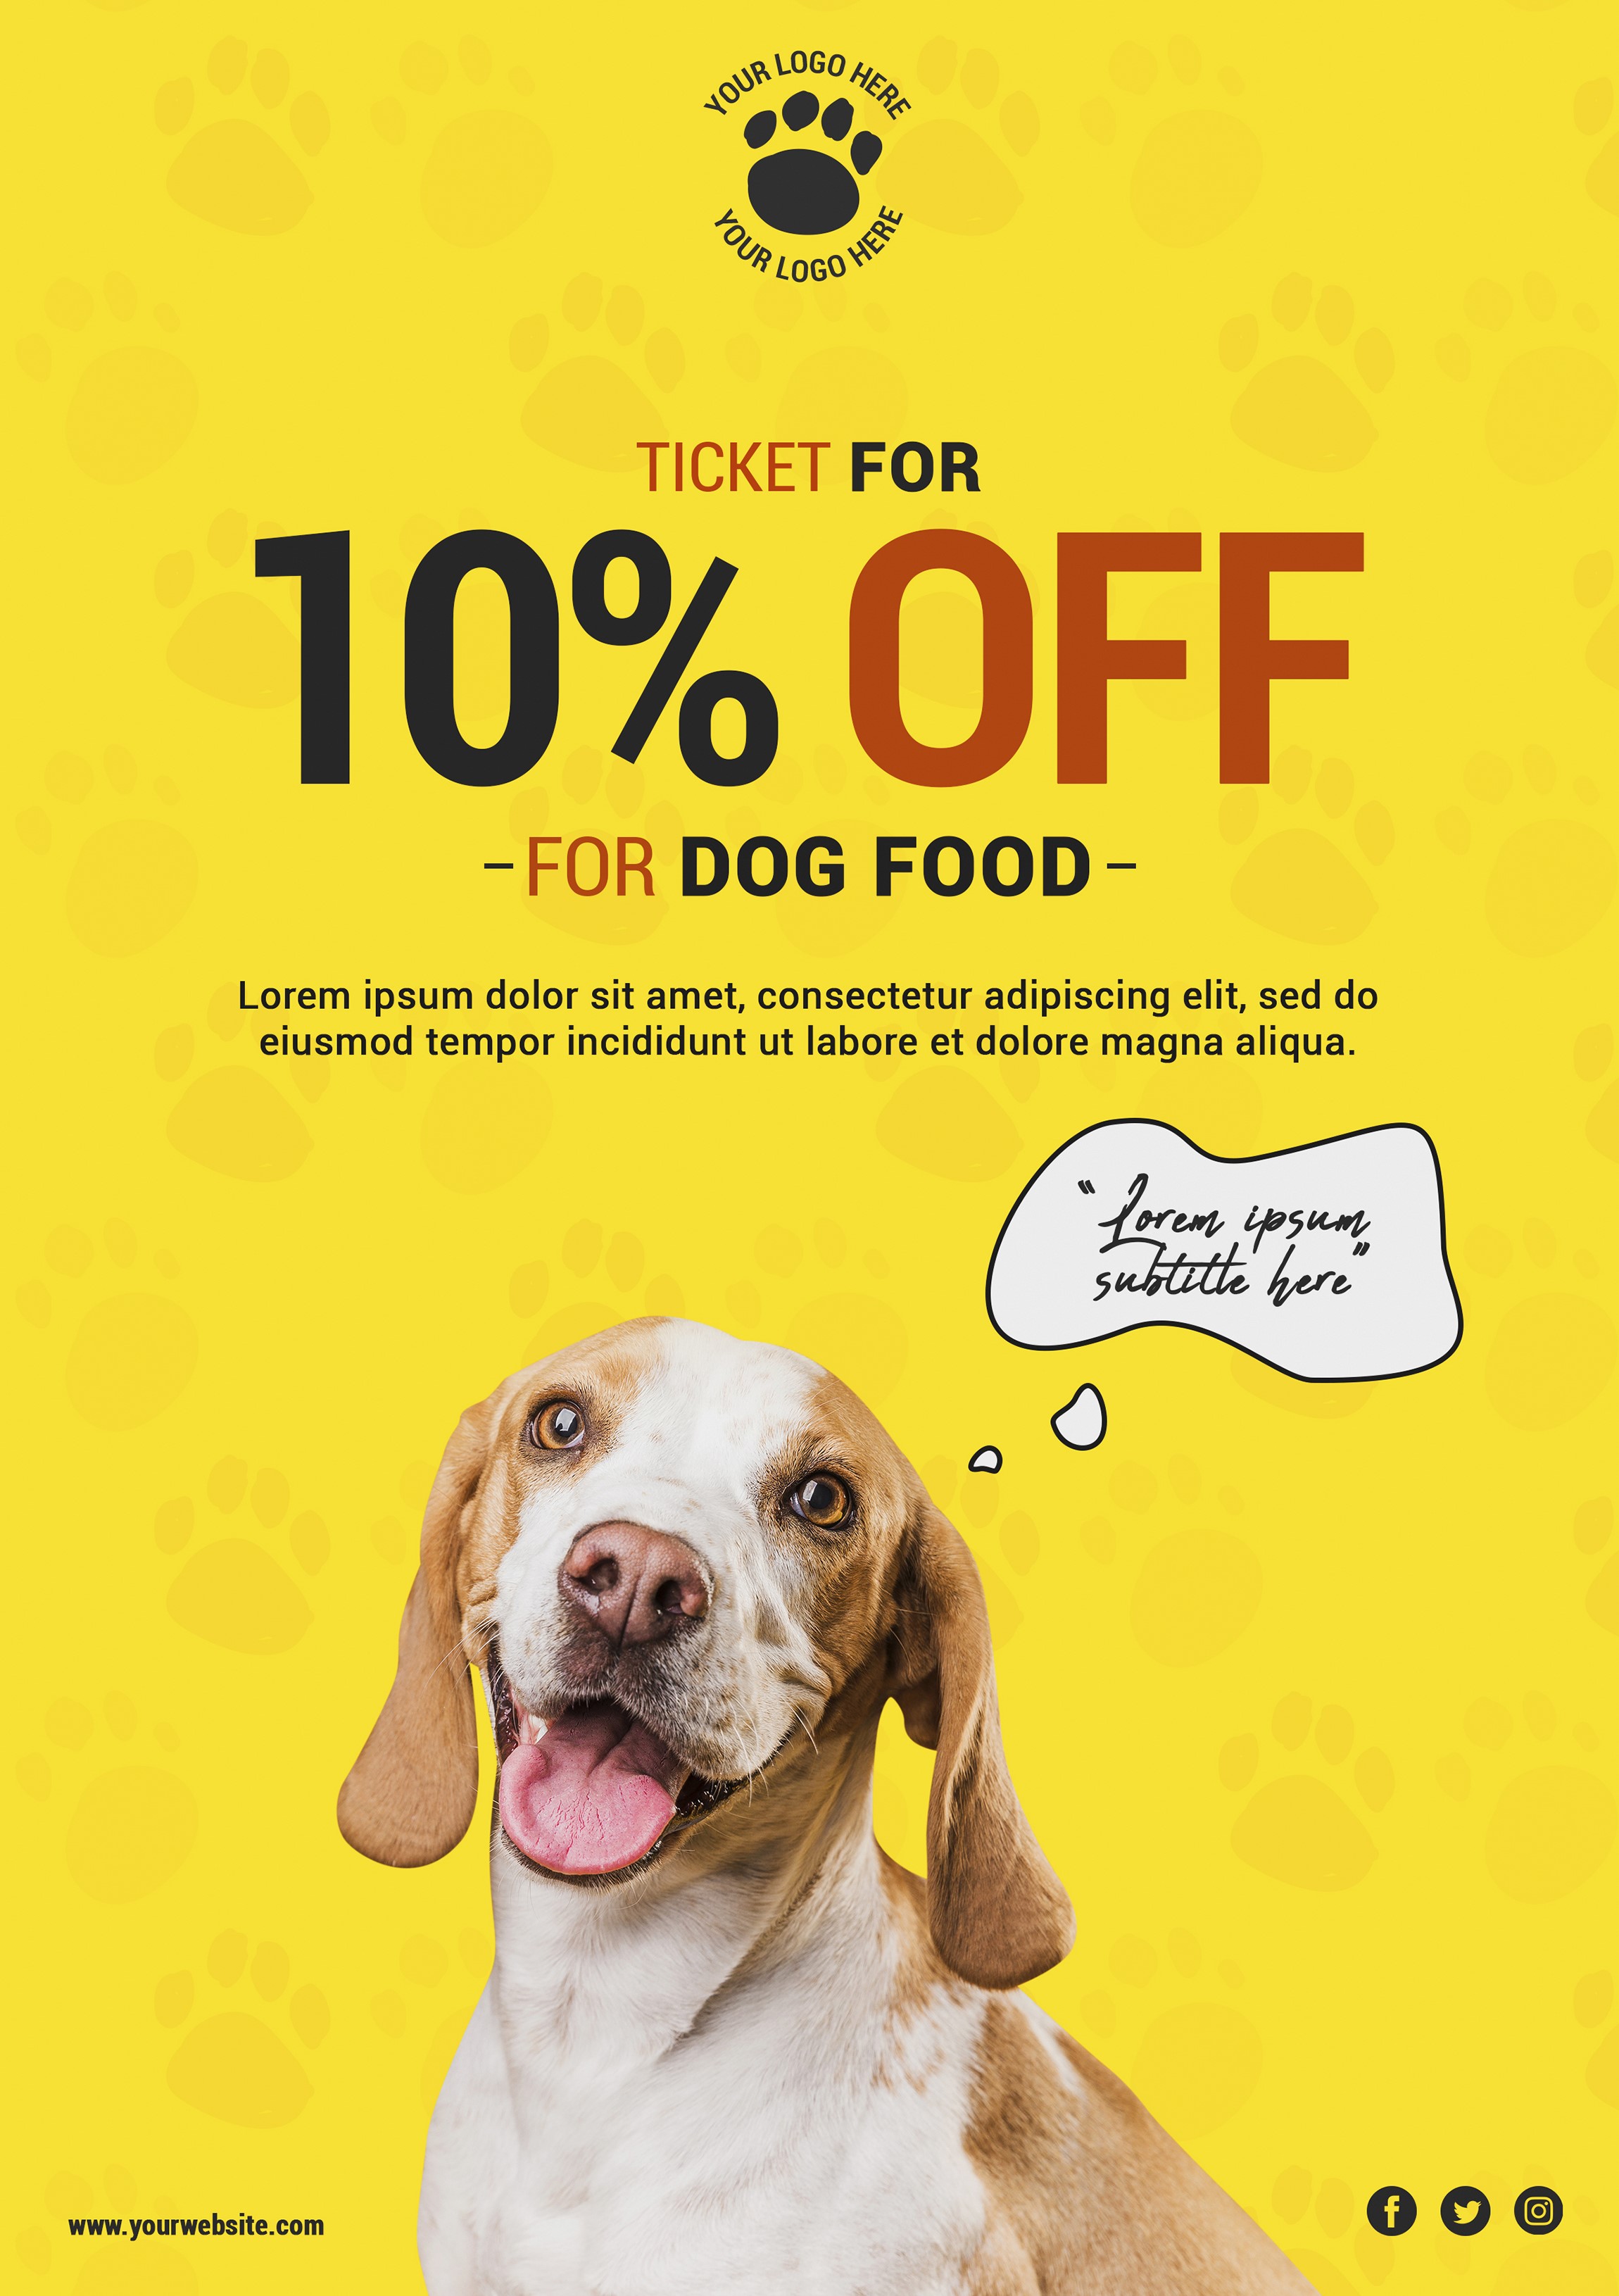 YOUR LOGO HERE
YOUR LOGO HERE
TICKET FOR
10% OFF
–FOR DOG FOOD–
Lorem ipsum dolor sit amet, consectetur adipiscing elit, sed do
eiusmod tempor incididunt ut labore et dolore magna aliqua.
“Lorem ipsum
subtitle here”
www.yourwebsite.com